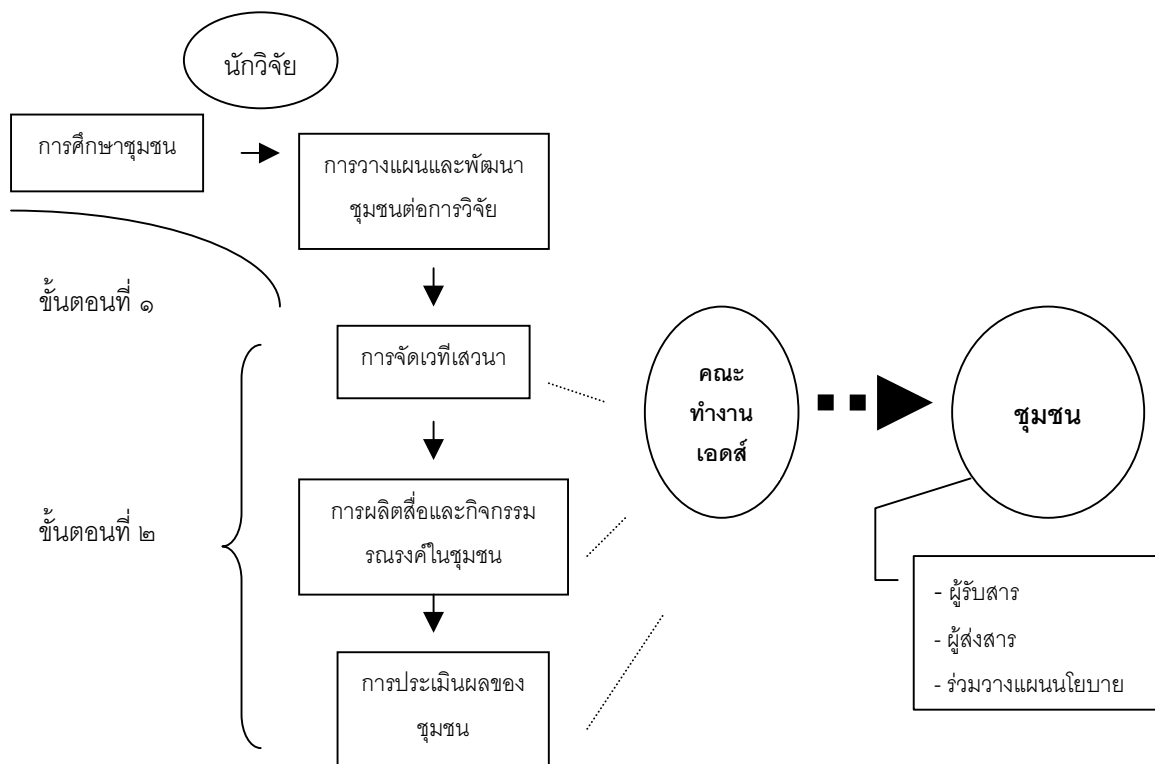 นักวิจัย
การศึกษาชุมชน
การวางแผนและพัฒนา
ชุมชนต่อการวิจัย
ขั้นตอนที่ ๑
การจัดเวทีเสวนา
คณะ
ทำงาน
เอดส์
ชุมชน
ขั้นตอนที่ ๒
การผลิตสื่อและกิจกรรม
รณรงค์ในชุมชน
- ผู้รับสาร
- ผู้ส่งสาร
- ร่วมวางแผนนโยบาย
การประเมินผลของ
ชุมชน